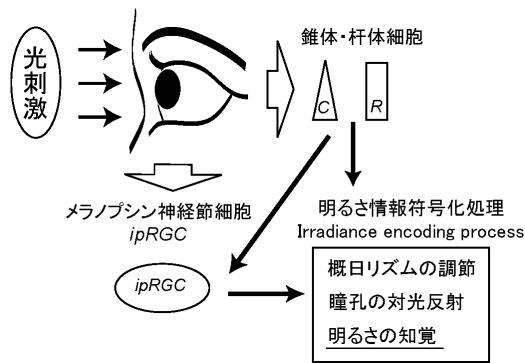 光刺激
錐体・杆体細胞
C
R
メラノプシン神経節細胞
ipRGC
明るさ情報符号化処理
Irradiance encoding process
ipRGC
概日リズムの調節
瞳孔の対光反射
明るさの知覚